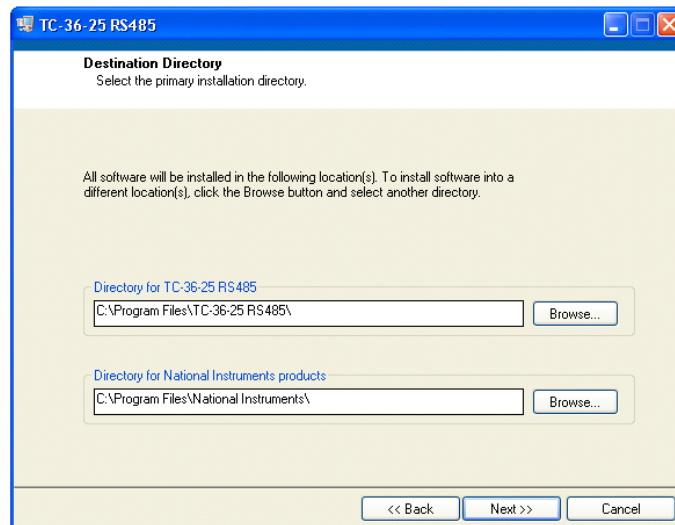 TC-36-25 RS485
Destination Directory
Select the primary installation directory.
All software will be installed in the following location(s). To install software into a
different location(s), click the Browse button and select another directory.
Directory for TC-36-25 RS485
C:\Program Files\TC-36-25 RS485\
Browse...
Directory for National Instruments products
C:\Program Files\National Instruments\
Browse...
<< Back
Next >>
Cancel